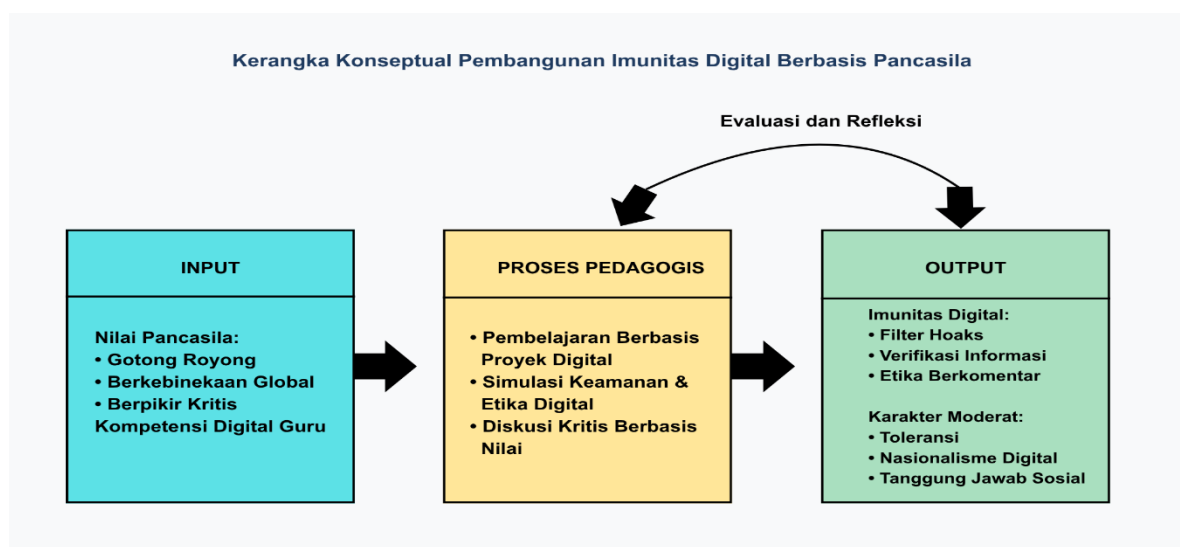 Kerangka Konseptual Pembangunan Imunitas Digital Berbasis Pancasila
Evaluasi dan Refleksi
INPUT
Nilai Pancasila:
• Gotong Royong
• Berkebinekaan Global
• Berpikir Kritis
Kompetensi Digital Guru
PROSES PEDAGOGIS
• Pembelajaran Berbasis
Proyek Digital
• Simulasi Keamanan &
Etika Digital
• Diskusi Kritis Berbasis
Nilai
OUTPUT
Imunitas Digital:
• Filter Hoaks
• Verifikasi Informasi
• Etika Berkomentar
Karakter Moderat:
• Toleransi
• Nasionalisme Digital
• Tanggung Jawab Sosial